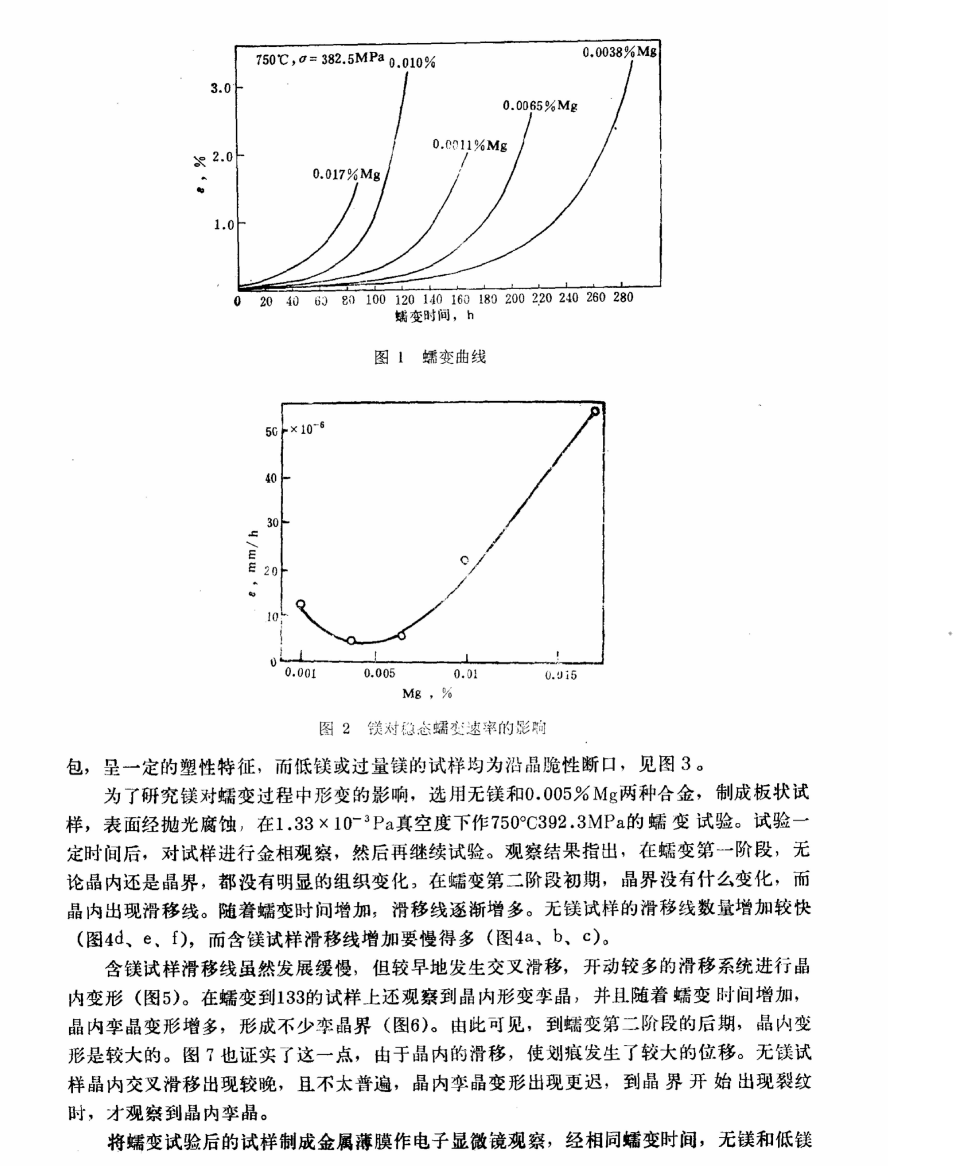 750℃,σ= 382.5MPa
0.010%
0.0038%Mg
3.0
0.0065%Mg
0.0011%Mg
2.0
0.017%Mg
e, %
1.0
0 20 40 60 80 100 120 140 160 180 200 220 240 260 280
蠕变时间, h
图 1 蠕变曲线
50 ×10⁻⁶
40
30
e, mm/h
20
10
0
0.001 0.005 0.01 0.015
Mg , %
图 2 镁对稳态蠕变速率的影响
包,呈一定的塑性特征,而低镁或过量镁的试样均为沿晶脆性断口,见图 3。
为了研究镁对蠕变过程中形变的影响,选用无镁和0.005%Mg两种合金,制成板状试
样,表面经抛光腐蚀,在1.33×10⁻³Pa真空度下作750℃392.3MPa的蠕变试验。试验一
定时间后,对试样进行金相观察,然后再继续试验。观察结果指出,在蠕变第一阶段,无
论晶内还是晶界,都没有明显的组织变化。在蠕变第二阶段初期,晶界没有什么变化,而
晶内出现滑移线。随着蠕变时间增加,滑移线逐渐增多。无镁试样的滑移线数量增加较快
(图4d、e、f),而含镁试样滑移线增加要慢得多(图4a、b、c)。
含镁试样滑移线虽然发展缓慢,但较早地发生交叉滑移,开动较多的滑移系统进行晶
内变形(图5)。在蠕变到133的试样上还观察到晶内形变孪晶,并且随着蠕变时间增加,
晶内孪晶变形增多,形成不少孪晶界(图6)。由此可见,到蠕变第二阶段的后期,晶内变
形是较大的。图 7 也证实了这一点,由于晶内的滑移,使划痕发生了较大的位移。无镁试
样晶内交叉滑移出现较晚,且不太普遍,晶内孪晶变形出现更迟,到晶界开始出现裂纹
时,才观察到晶内孪晶。
将蠕变试验后的试样制成金属薄膜作电子显微镜观察,经相同蠕变时间,无镁和低镁